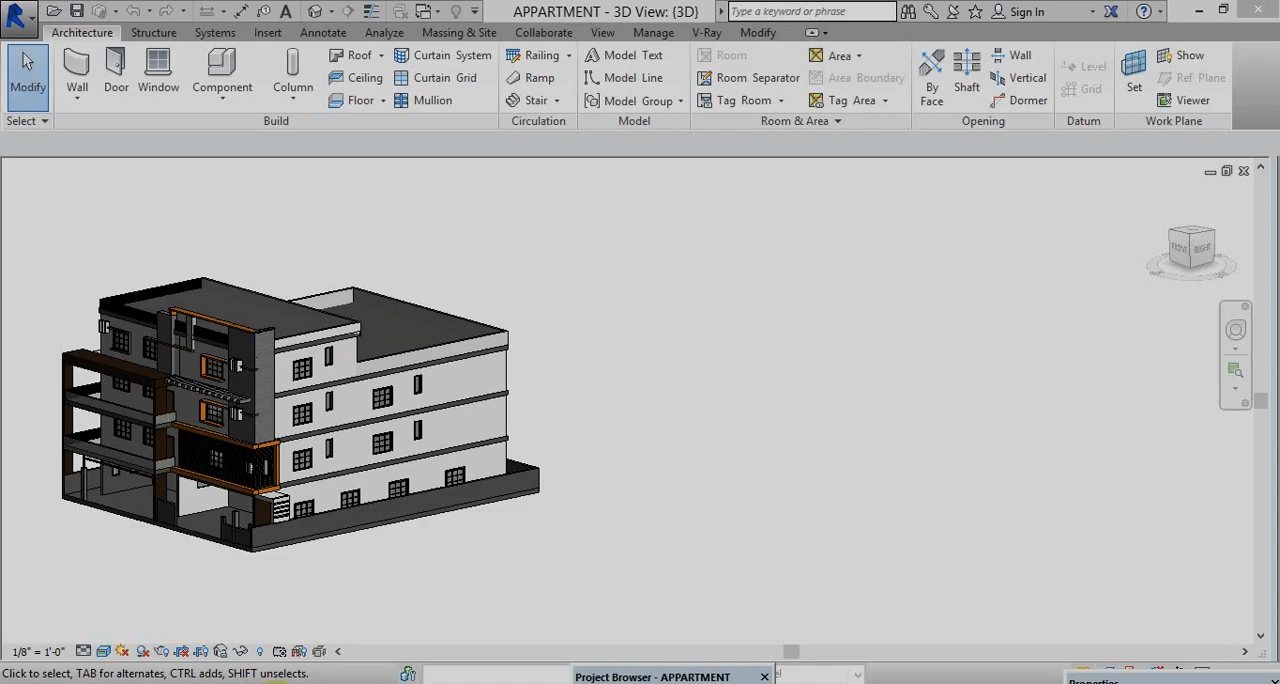 APPARTMENT - 3D View: {3D}
Type a keyword or phrase
Sign In
Architecture Structure Systems Insert Annotate Analyze Massing & Site Collaborate View Manage V-Ray Modify
Modify
Wall
Door
Window
Component
Column
Roof
Ceiling
Floor
Curtain System
Curtain Grid
Mullion
Railing
Ramp
Stair
Model Text
Model Line
Model Group
Room
Room Separator
Tag Room
Area
Area Boundary
Tag Area
By
Face
Shaft
Wall
Vertical
Dormer
Level
Grid
Set
Show
Ref Plane
Viewer
Select Build Circulation Model Room & Area Opening Datum Work Plane
FRONT RIGHT
1/8" = 1'-0"
Click to select, TAB for alternates, CTRL adds, SHIFT unselects.
Project Browser - APPARTMENT
Properties